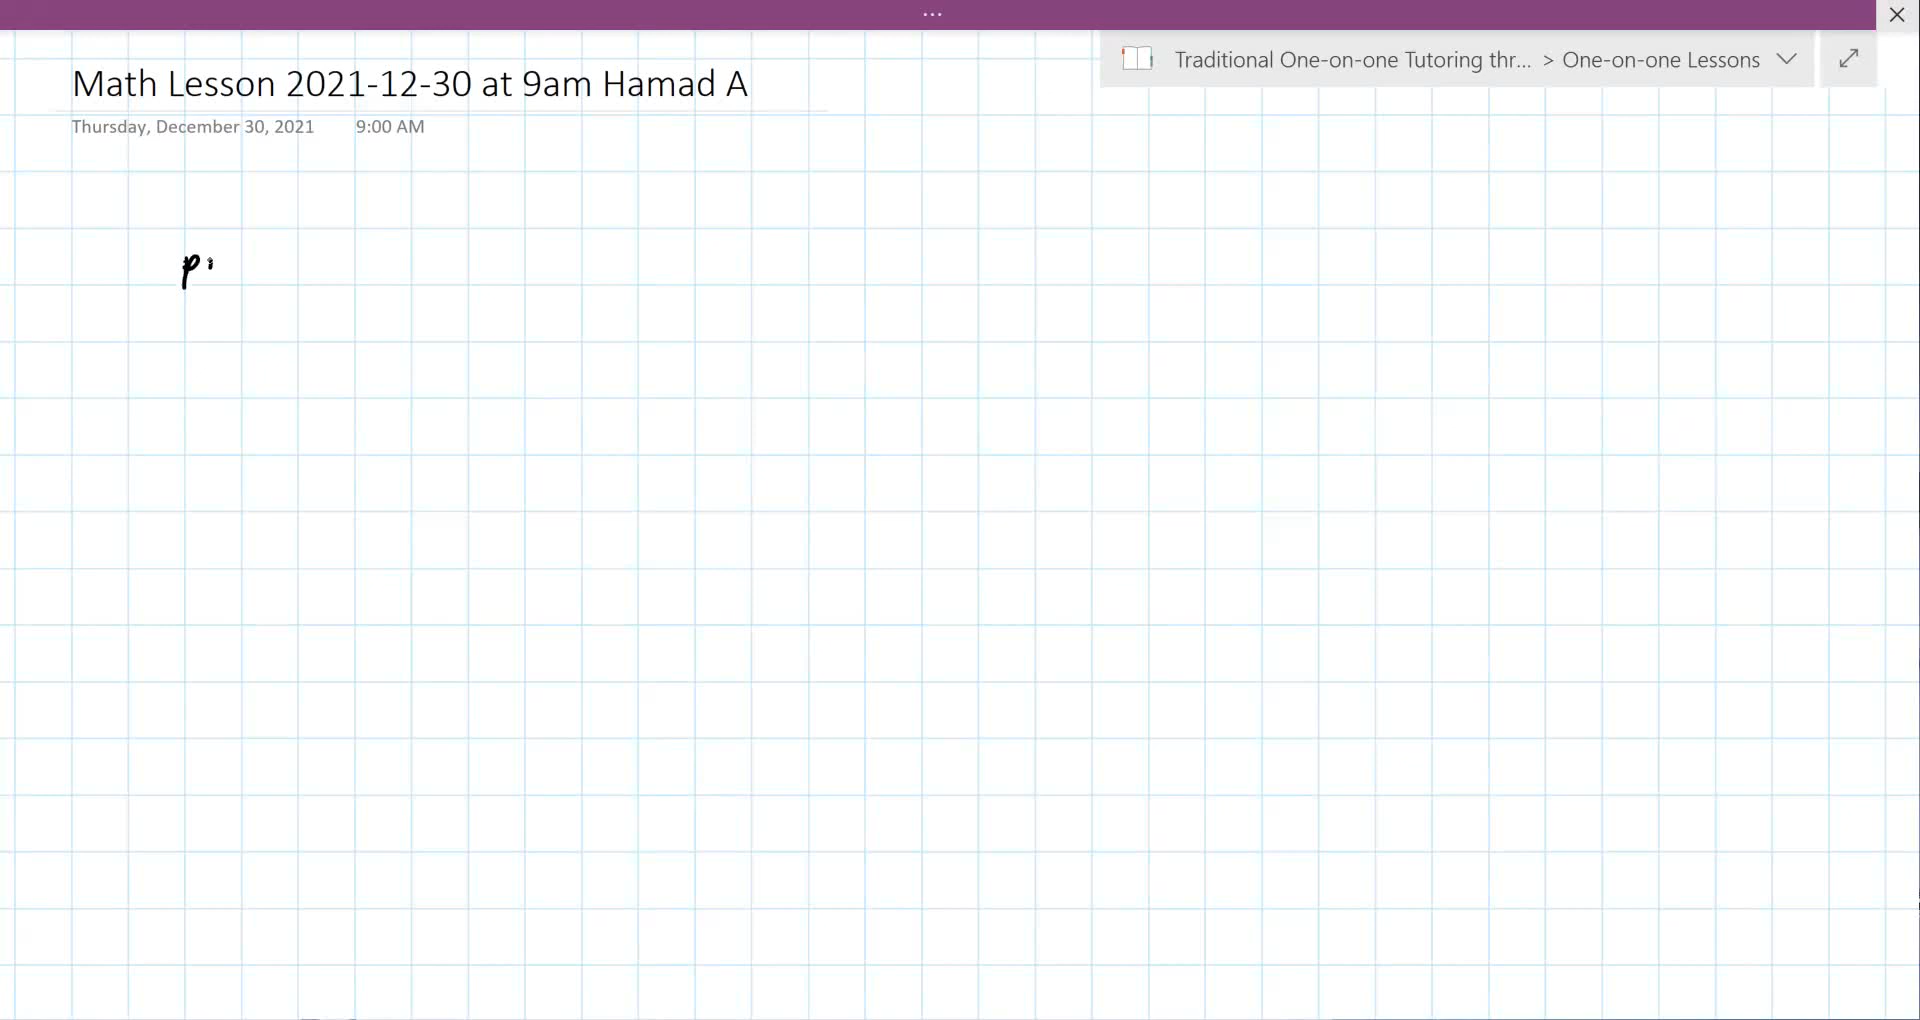 ...
Traditional One-on-one Tutoring thr... > One-on-one Lessons
Math Lesson 2021-12-30 at 9am Hamad A
Thursday, December 30, 2021 9:00 AM
p